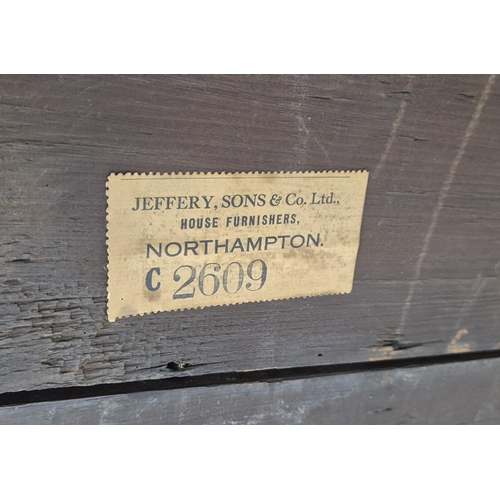 JEFFERY, SONS & Co. Ltd.,
HOUSE FURNISHERS,
NORTHAMPTON.
C 2609